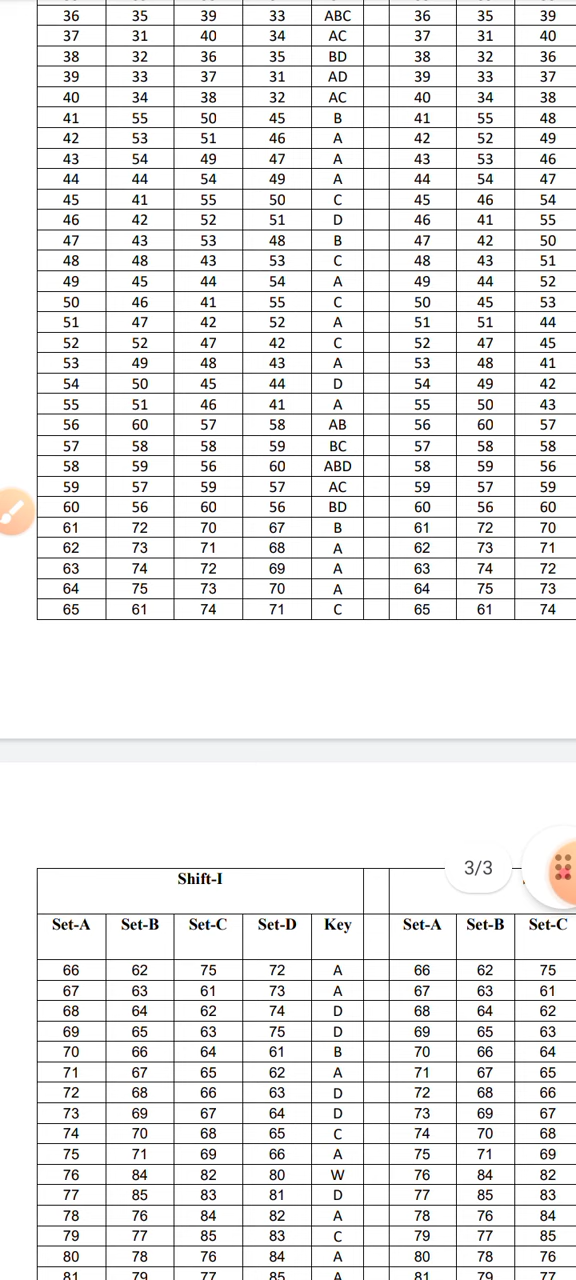 36 35 39 33 ABC 36 35 39
37 31 40 34 AC 37 31 40
38 32 36 35 BD 38 32 36
39 33 37 31 AD 39 33 37
40 34 38 32 AC 40 34 38
41 55 50 45 B 41 55 48
42 53 51 46 A 42 52 49
43 54 49 47 A 43 53 46
44 44 54 49 A 44 54 47
45 41 55 50 C 45 46 54
46 42 52 51 D 46 41 55
47 43 53 48 B 47 42 50
48 48 43 53 C 48 43 51
49 45 44 54 A 49 44 52
50 46 41 55 C 50 45 53
51 47 42 52 A 51 51 44
52 52 47 42 C 52 47 45
53 49 48 43 A 53 48 41
54 50 45 44 D 54 49 42
55 51 46 41 A 55 50 43
56 60 57 58 AB 56 60 57
57 58 58 59 BC 57 58 58
58 59 56 60 ABD 58 59 56
59 57 59 57 AC 59 57 59
60 56 60 56 BD 60 56 60
61 72 70 67 B 61 72 70
62 73 71 68 A 62 73 71
63 74 72 69 A 63 74 72
64 75 73 70 A 64 75 73
65 61 74 71 C 65 61 74
3/3
Shift-I
Set-A Set-B Set-C Set-D Key Set-A Set-B Set-C
66 62 75 72 A 66 62 75
67 63 61 73 A 67 63 61
68 64 62 74 D 68 64 62
69 65 63 75 D 69 65 63
70 66 64 61 B 70 66 64
71 67 65 62 A 71 67 65
72 68 66 63 D 72 68 66
73 69 67 64 D 73 69 67
74 70 68 65 C 74 70 68
75 71 69 66 A 75 71 69
76 84 82 80 W 76 84 82
77 85 83 81 D 77 85 83
78 76 84 82 A 78 76 84
79 77 85 83 C 79 77 85
80 78 76 84 A 80 78 76
81 79 77 85 A 81 79 77